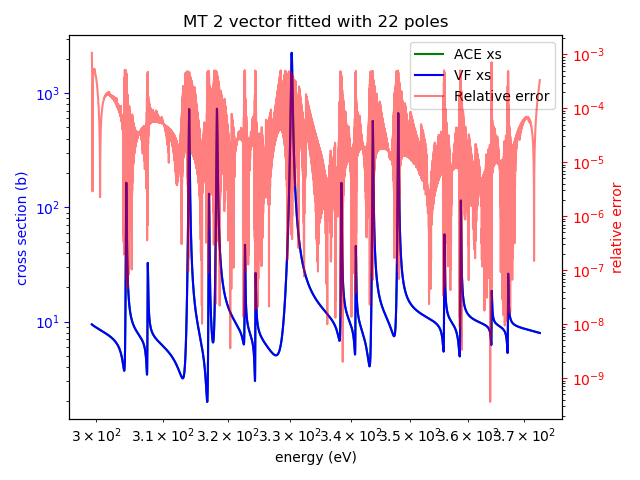 MT 2 vector fitted with 22 poles
ACE xs
VF xs
Relative error
cross section (b)
10³
10²
10¹
relative error
10⁻³
10⁻⁴
10⁻⁵
10⁻⁶
10⁻⁷
10⁻⁸
10⁻⁹
3 × 10² 3.1 × 10² 3.2 × 10² 3.3 × 10² 3.4 × 10² 3.5 × 10² 3.6 × 10² 3.7 × 10²
energy (eV)